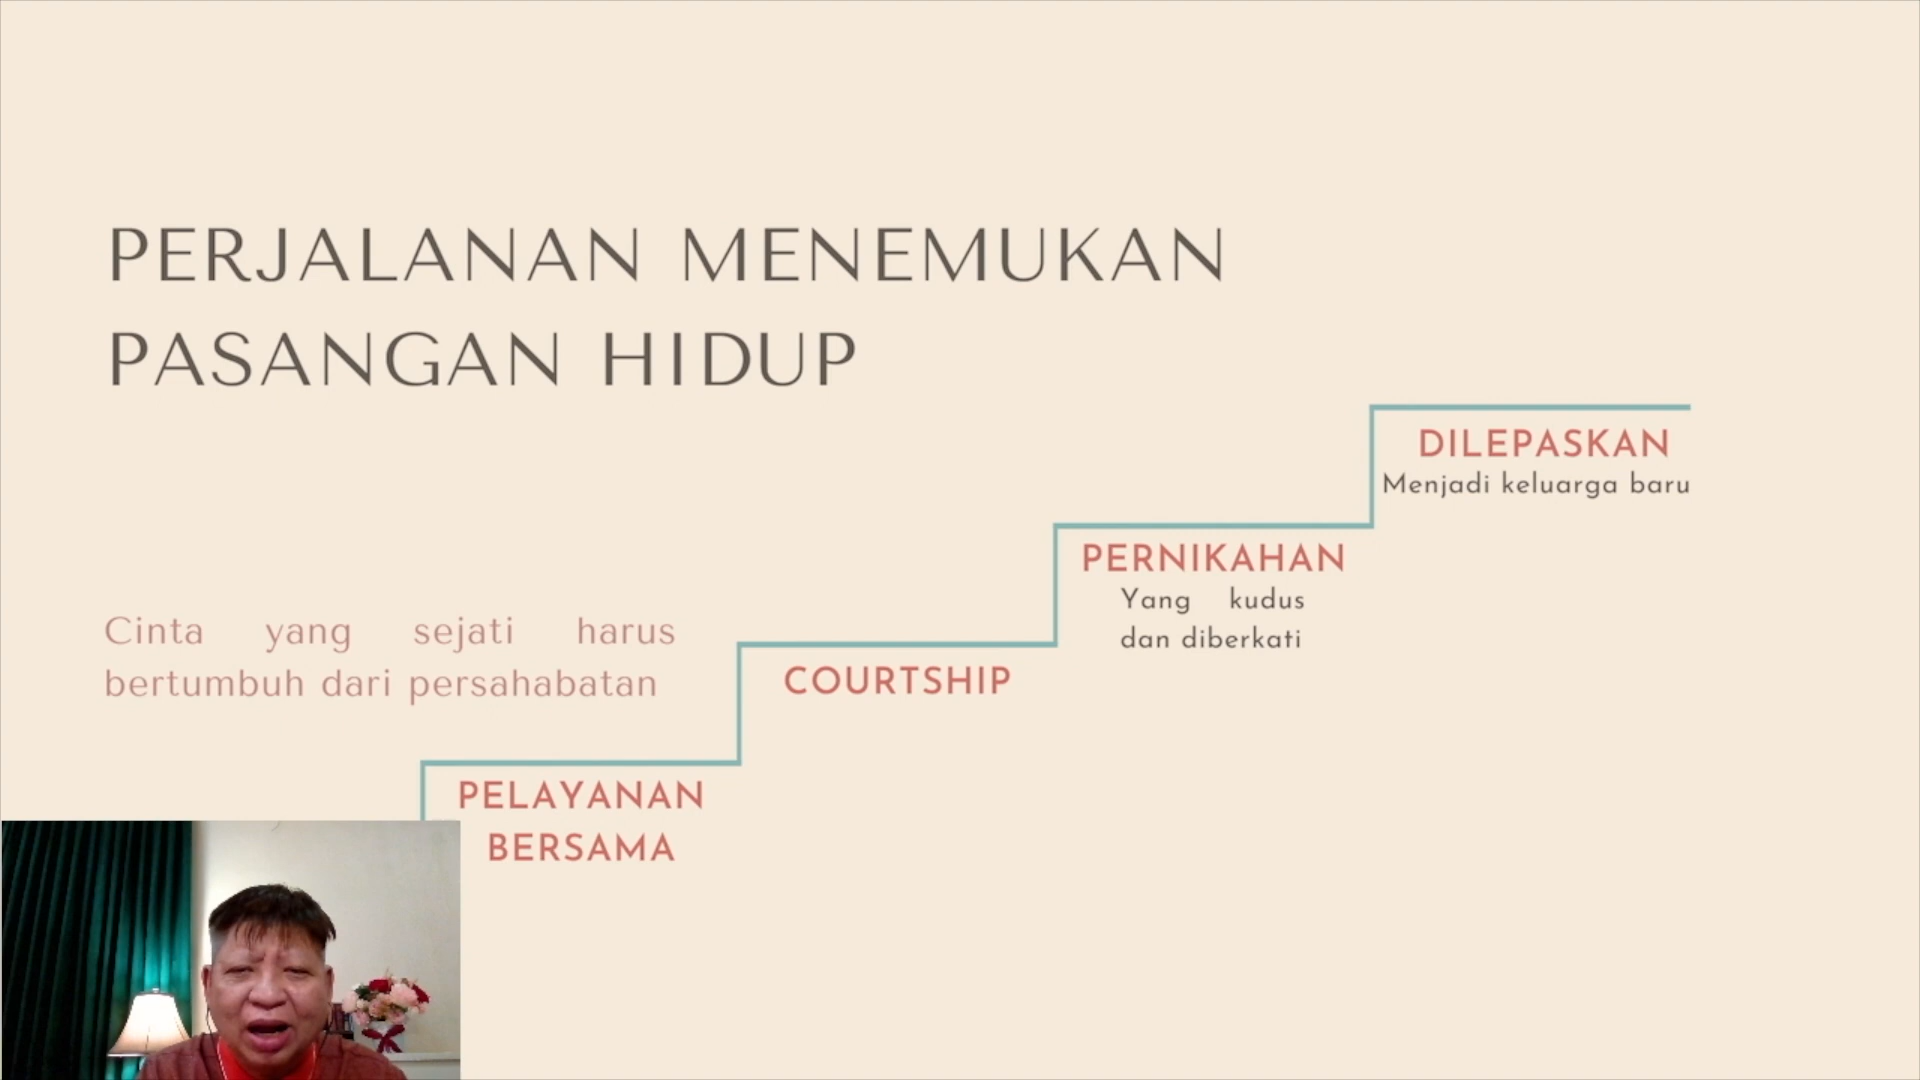 PERJALANAN MENEMUKAN
PASANGAN HIDUP
DILEPASKAN
Menjadi keluarga baru
PERNIKAHAN
Yang kudus
dan diberkati
Cinta yang sejati harus
bertumbuh dari persahabatan
COURTSHIP
PELAYANAN
BERSAMA